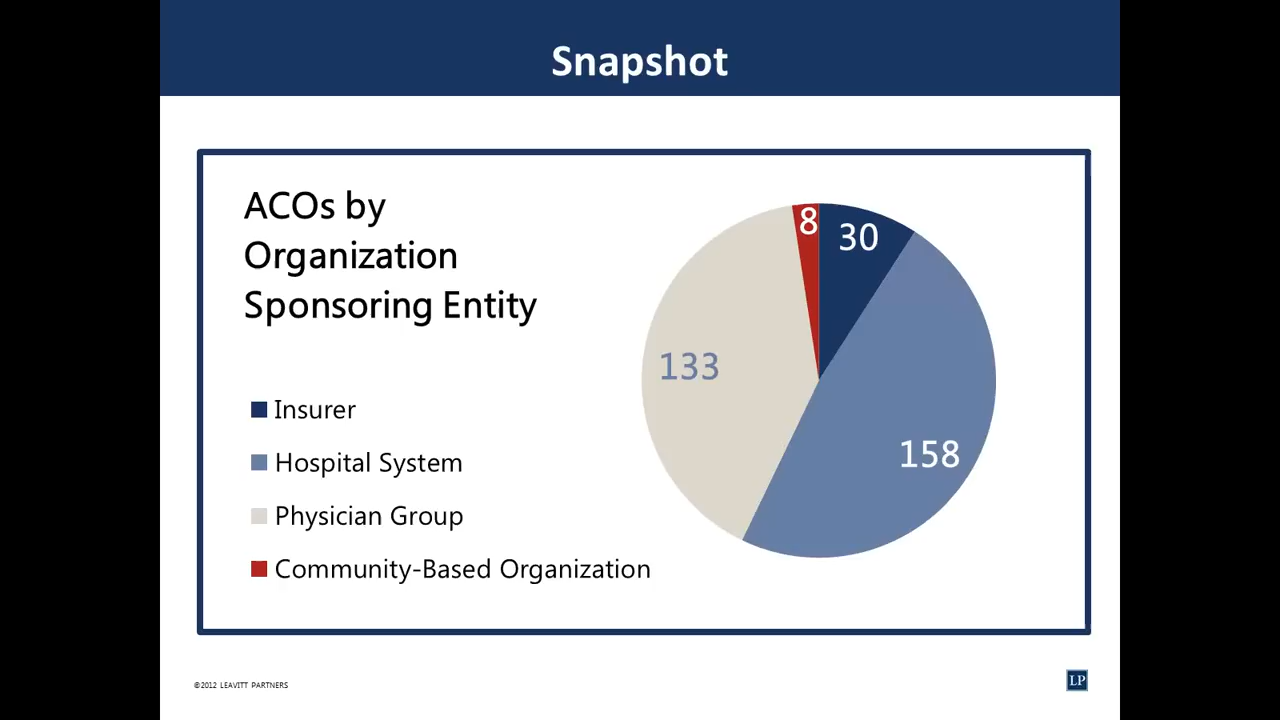 Snapshot
ACOs by
Organization
Sponsoring Entity
Insurer
Hospital System
Physician Group
Community-Based Organization
8
30
133
158
©2012 LEAVITT PARTNERS
LP